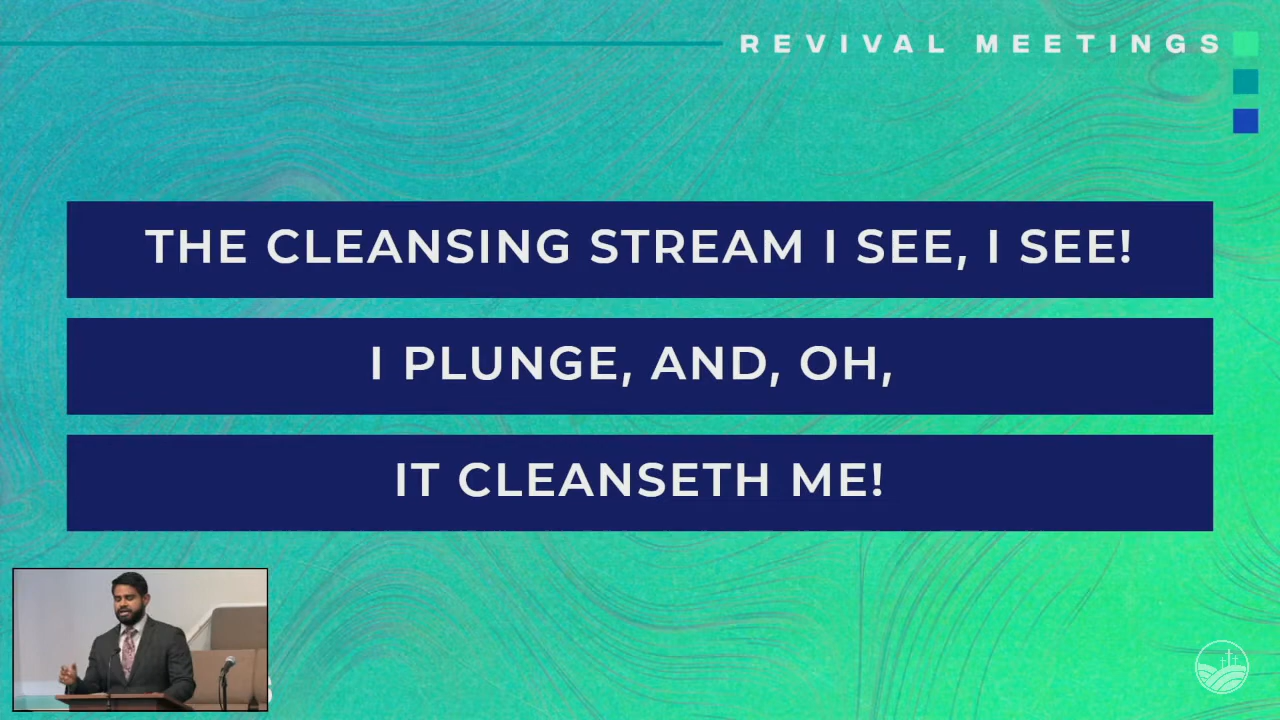 REVIVAL MEETINGS
THE CLEANSING STREAM I SEE, I SEE!
I PLUNGE, AND, OH,
IT CLEANSETH ME!